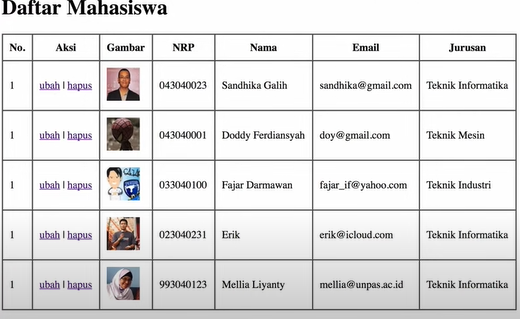 Daftar Mahasiswa
No. Aksi Gambar NRP Nama Email Jurusan
1 ubah | hapus 043040023 Sandhika Galih sandhika@gmail.com Teknik Informatika
1 ubah | hapus 043040001 Doddy Ferdiansyah doy@gmail.com Teknik Mesin
1 ubah | hapus 033040100 Fajar Darmawan fajar_if@yahoo.com Teknik Industri
1 ubah | hapus 023040231 Erik erik@icloud.com Teknik Informatika
1 ubah | hapus 993040123 Mellia Liyanty mellia@unpas.ac.id Teknik Informatika